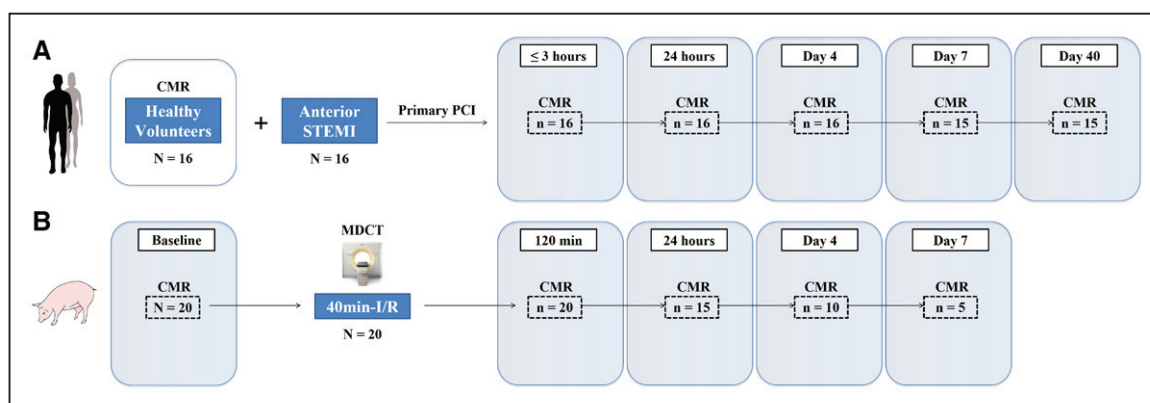 A
CMR
Healthy
Volunteers
N = 16
+
Anterior
STEMI
N = 16
Primary PCI
≤ 3 hours
CMR
n = 16
24 hours
CMR
n = 16
Day 4
CMR
n = 16
Day 7
CMR
n = 15
Day 40
CMR
n = 15
B
Baseline
CMR
N = 20
MDCT
40min-I/R
N = 20
120 min
CMR
n = 20
24 hours
CMR
n = 15
Day 4
CMR
n = 10
Day 7
CMR
n = 5